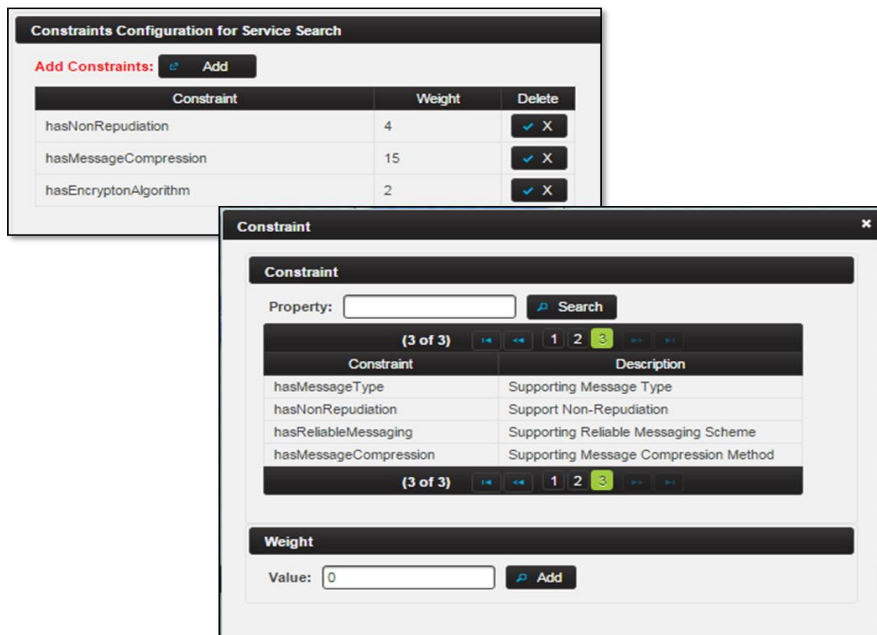 Constraints Configuration for Service Search
Add Constraints: Add
Constraint Weight Delete
hasNonRepudiation 4 X
hasMessageCompression 15 X
hasEncryptonAlgorithm 2 X
Constraint
Constraint
Property: Search
(3 of 3) 1 2 3
Constraint Description
hasMessageType Supporting Message Type
hasNonRepudiation Support Non-Repudiation
hasReliableMessaging Supporting Reliable Messaging Scheme
hasMessageCompression Supporting Message Compression Method
(3 of 3) 1 2 3
Weight
Value: 0 Add